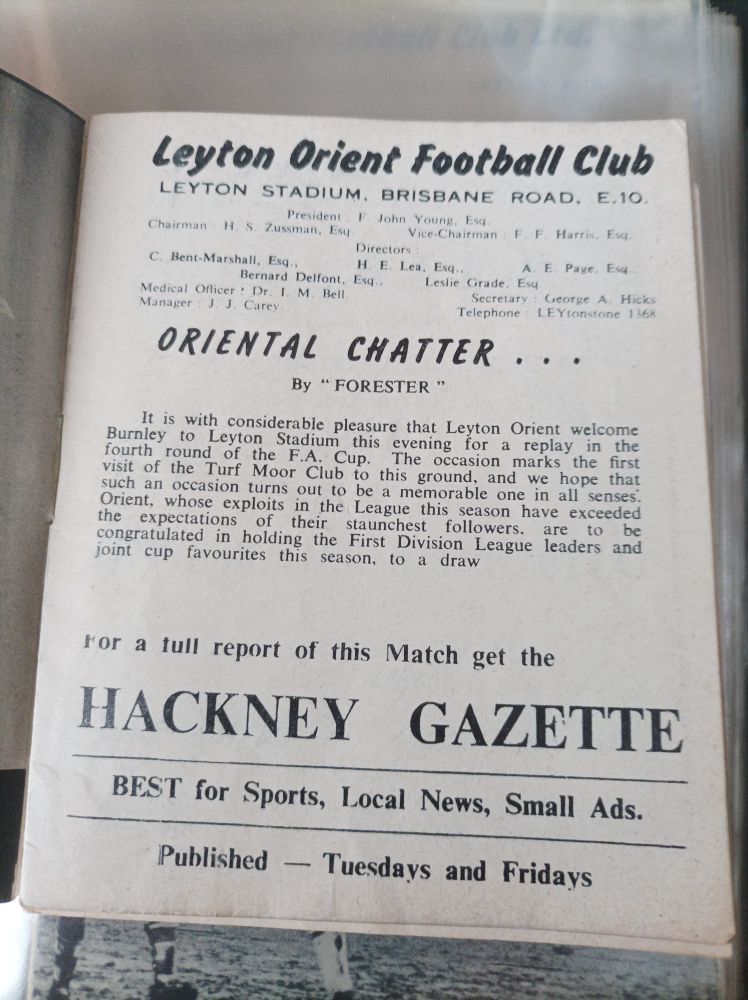 Leyton Orient Football Club
LEYTON STADIUM, BRISBANE ROAD, E.10.
President : F. John Young, Esq.
Chairman : H. S. Zussman, Esq. Vice-Chairman : F. F. Harris, Esq.
Directors :
C. Bent-Marshall, Esq., H. E. Lea, Esq., A. E. Page, Esq.
Bernard Delfont, Esq., Leslie Grade, Esq.
Medical Officer : Dr. I. M. Bell. Secretary : George A. Hicks
Manager : J. J. Carey. Telephone : LEYtonstone 1368
ORIENTAL CHATTER . . .
By "FORESTER"
It is with considerable pleasure that Leyton Orient welcome
Burnley to Leyton Stadium this evening for a replay in the
fourth round of the F.A. Cup. The occasion marks the first
visit of the Turf Moor Club to this ground, and we hope that
such an occasion turns out to be a memorable one in all senses.
Orient, whose exploits in the League this season have exceeded
the expectations of their staunchest followers, are to be
congratulated in holding the First Division League leaders and
joint cup favourites this season, to a draw
For a full report of this Match get the
HACKNEY GAZETTE
BEST for Sports, Local News, Small Ads.
Published — Tuesdays and Fridays